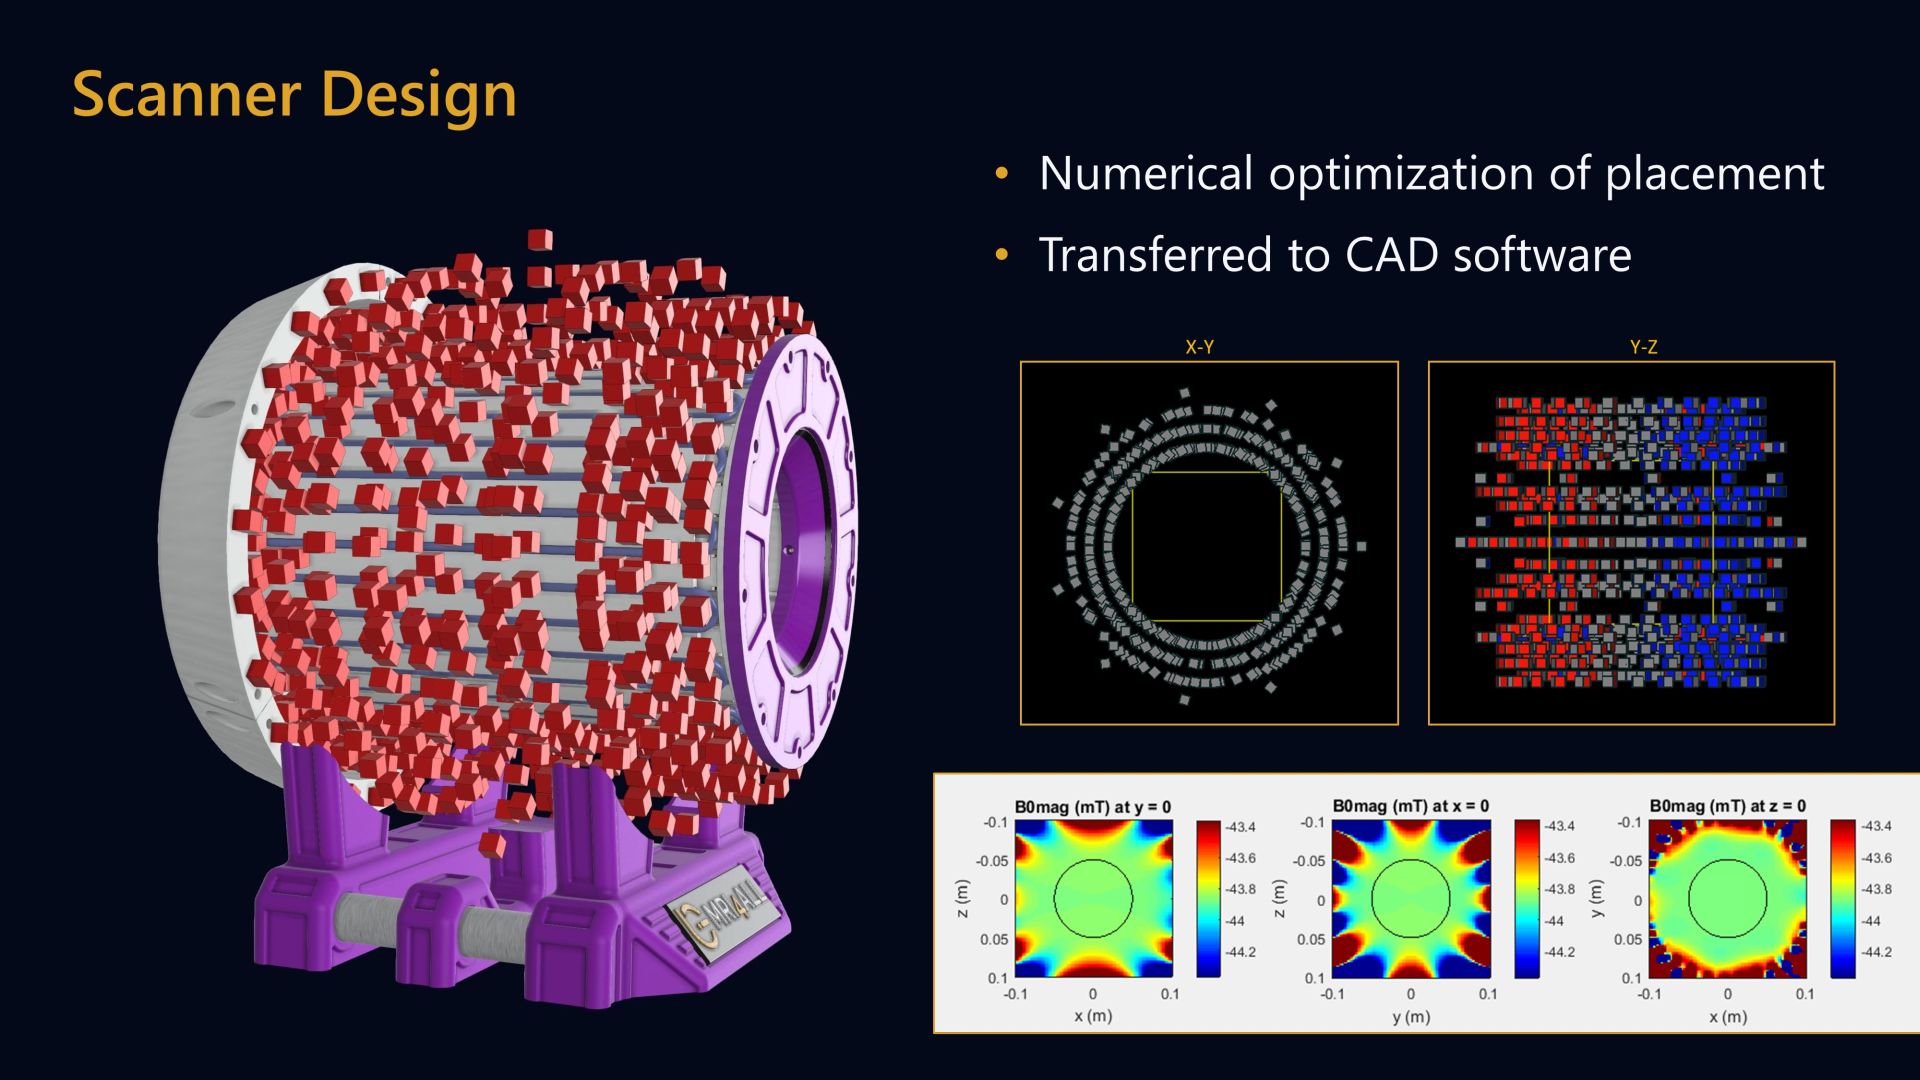 Scanner Design
• Numerical optimization of placement
• Transferred to CAD software
X-Y
Y-Z
MRI4ALL
B0mag (mT) at y = 0
-0.1
-0.05
0
0.05
0.1
z (m)
-0.1 0 0.1
x (m)
-43.4
-43.6
-43.8
-44
-44.2
B0mag (mT) at x = 0
-0.1
-0.05
0
0.05
0.1
z (m)
-0.1 0 0.1
y (m)
-43.4
-43.6
-43.8
-44
-44.2
B0mag (mT) at z = 0
-0.1
-0.05
0
0.05
0.1
y (m)
-0.1 0 0.1
x (m)
-43.4
-43.6
-43.8
-44
-44.2